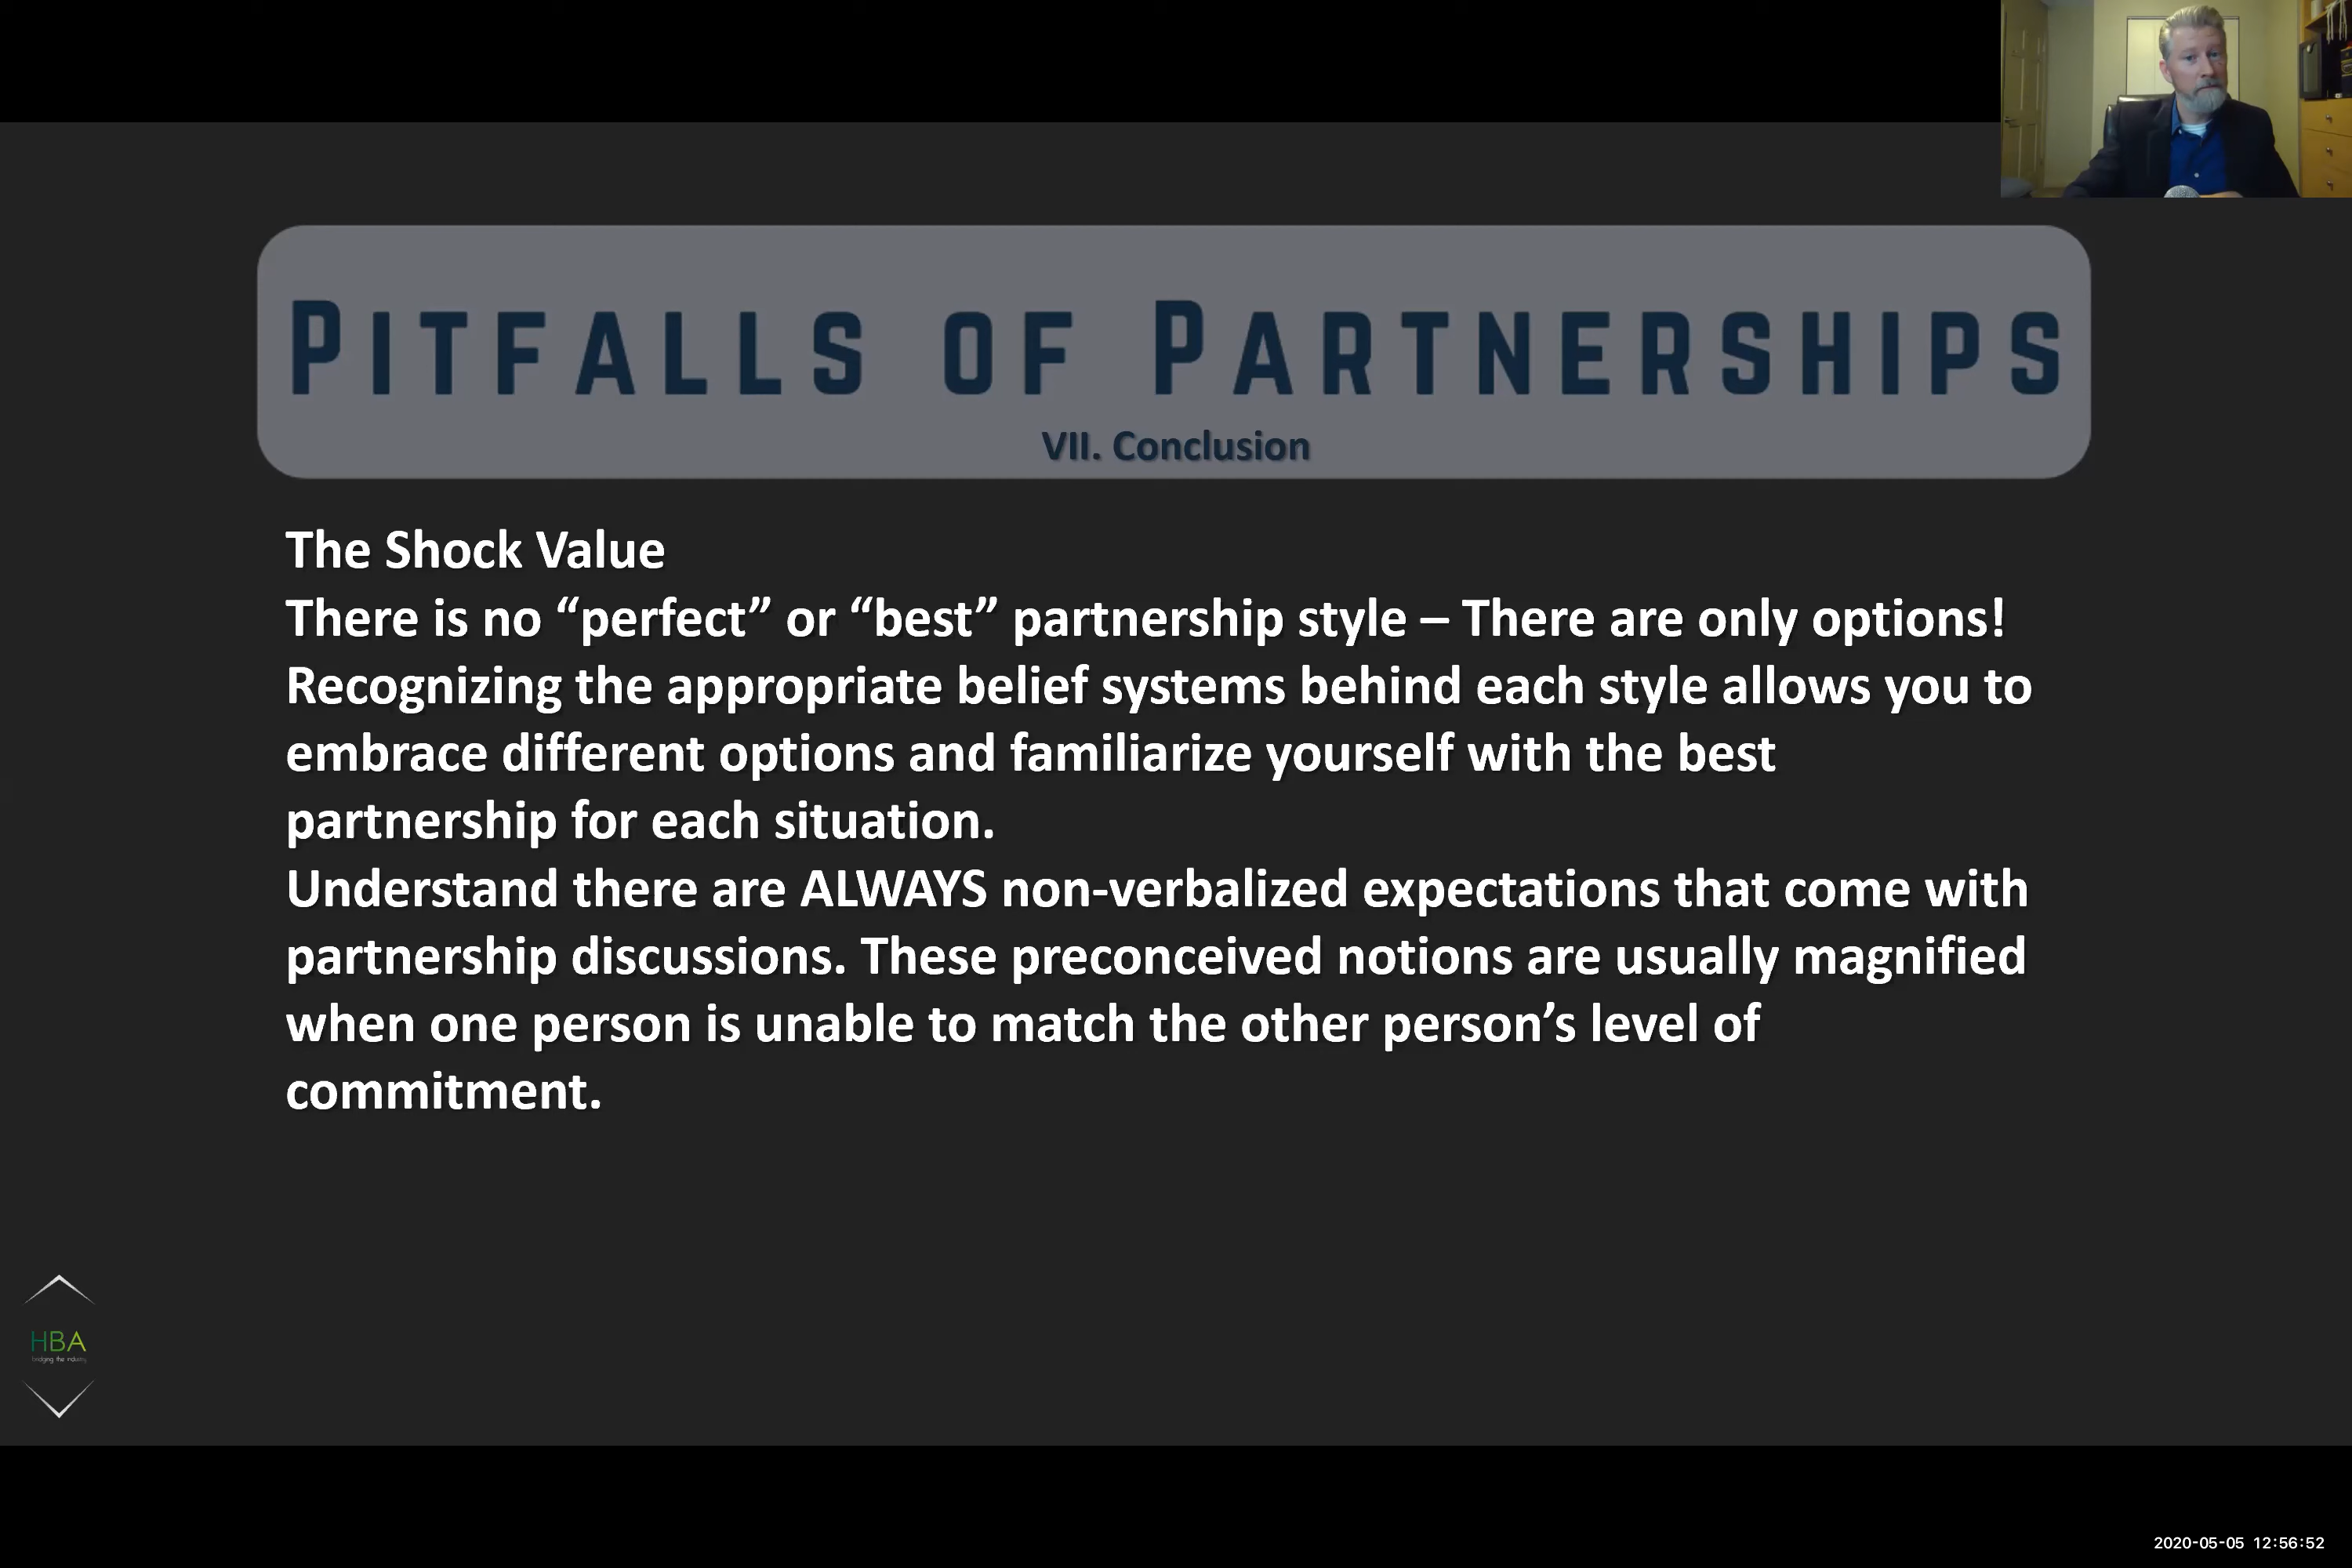 PITFALLS OF PARTNERSHIPS
VII. Conclusion
The Shock Value
There is no “perfect” or “best” partnership style – There are only options!
Recognizing the appropriate belief systems behind each style allows you to
embrace different options and familiarize yourself with the best
partnership for each situation.
Understand there are ALWAYS non-verbalized expectations that come with
partnership discussions. These preconceived notions are usually magnified
when one person is unable to match the other person’s level of
commitment.
HBA
bridging the industry
2020-05-05 12:56:52